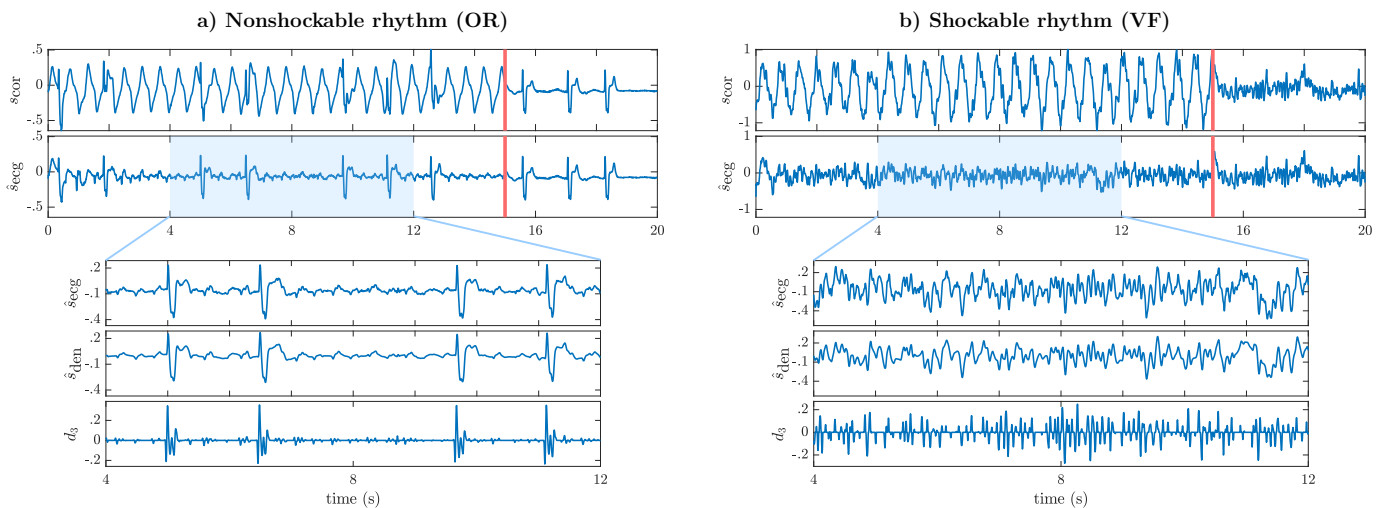 a) Nonshockable rhythm (OR)
.5
0
-.5
s_cor
.5
0
-.5
ŝ_ecg
0 4 8 12 16 20
.2
-.1
-.4
ŝ_ecg
.2
-.1
-.4
ŝ_den
.2
0
-.2
d_3
4 8 12
time (s)
b) Shockable rhythm (VF)
1
0
-1
s_cor
1
0
-1
ŝ_ecg
0 4 8 12 16 20
.2
-.1
-.4
ŝ_ecg
.2
-.1
-.4
ŝ_den
.2
0
-.2
d_3
4 8 12
time (s)